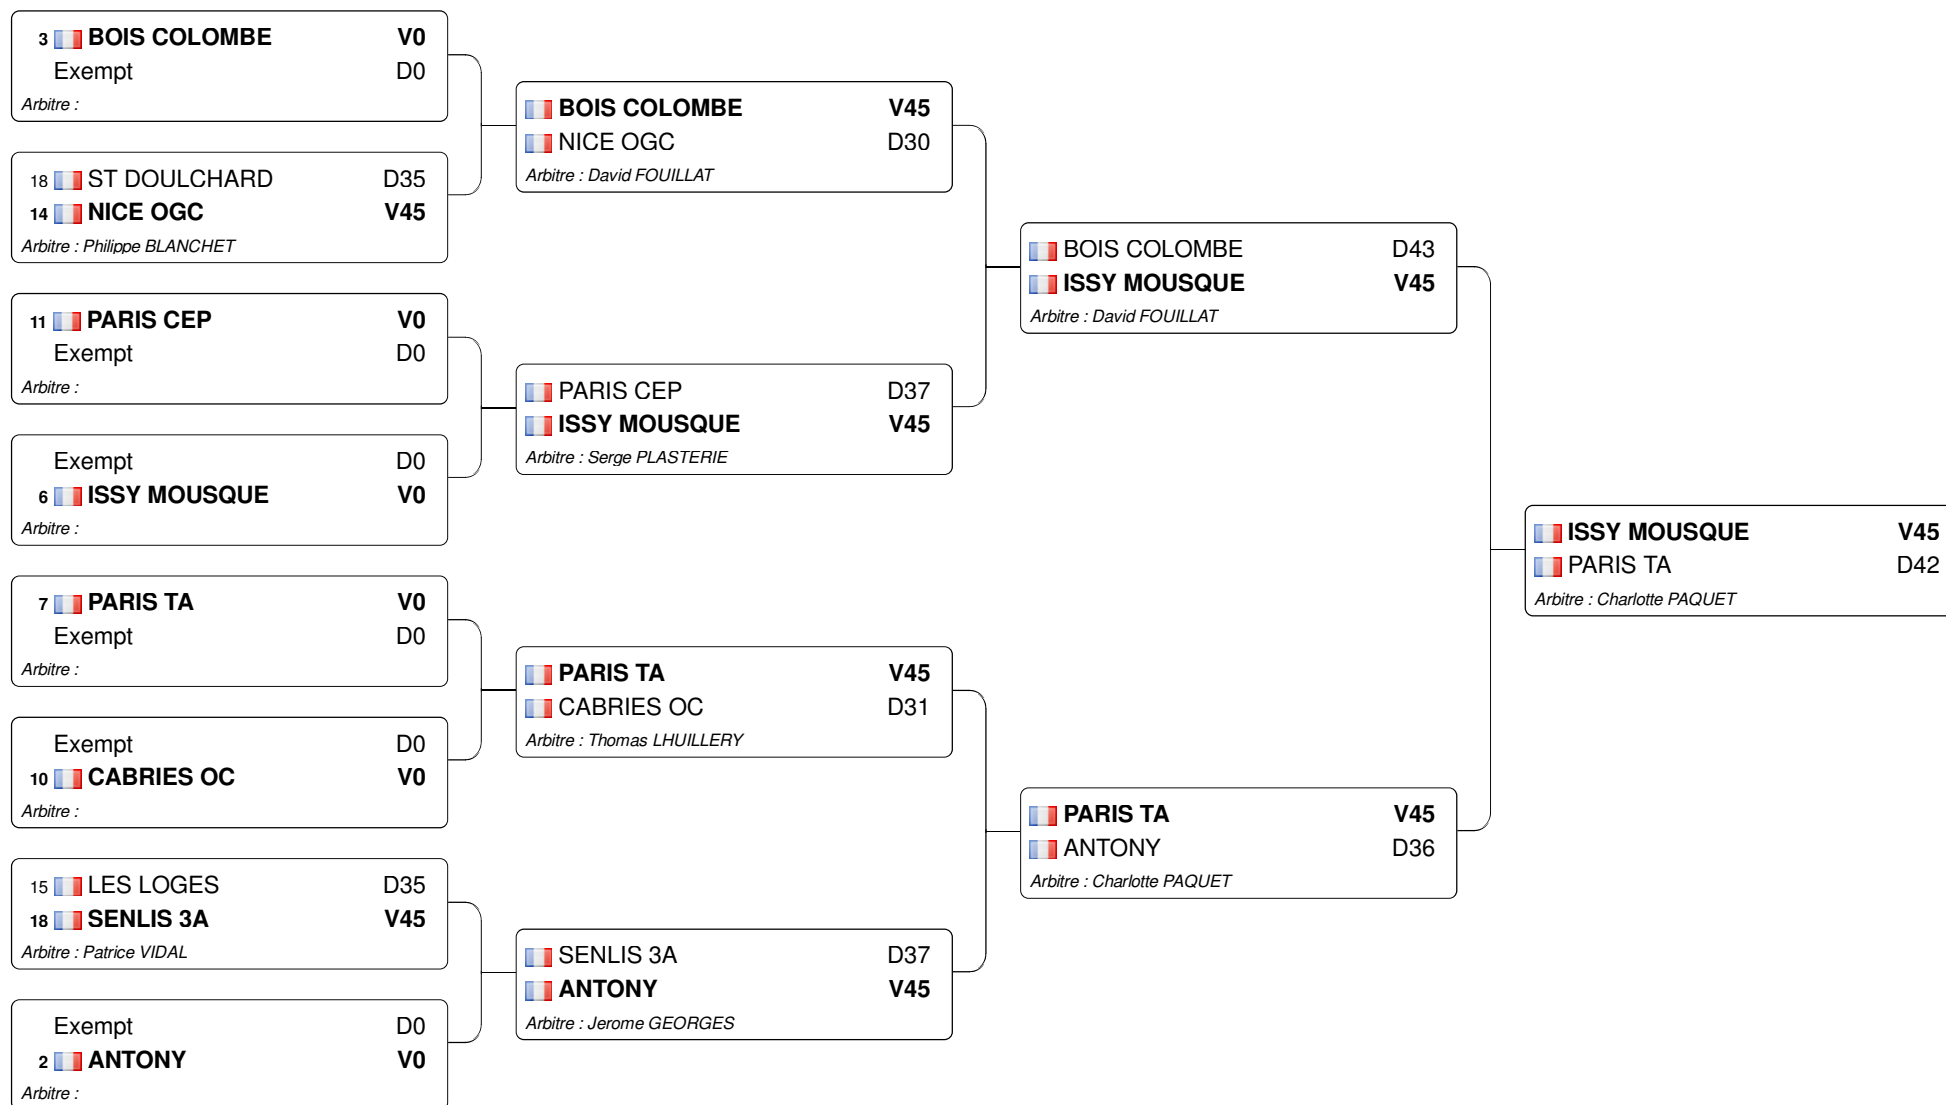 3 BOIS COLOMBE V0
Exempt D0
Arbitre :
18 ST DOULCHARD D35
14 NICE OGC V45
Arbitre : Philippe BLANCHET
11 PARIS CEP V0
Exempt D0
Arbitre :
Exempt D0
6 ISSY MOUSQUE V0
Arbitre :
7 PARIS TA V0
Exempt D0
Arbitre :
Exempt D0
10 CABRIES OC V0
Arbitre :
15 LES LOGES D35
18 SENLIS 3A V45
Arbitre : Patrice VIDAL
Exempt D0
2 ANTONY V0
Arbitre :
BOIS COLOMBE V45
NICE OGC D30
Arbitre : David FOUILLAT
PARIS CEP D37
ISSY MOUSQUE V45
Arbitre : Serge PLASTERIE
PARIS TA V45
CABRIES OC D31
Arbitre : Thomas LHUILLERY
SENLIS 3A D37
ANTONY V45
Arbitre : Jerome GEORGES
BOIS COLOMBE D43
ISSY MOUSQUE V45
Arbitre : David FOUILLAT
PARIS TA V45
ANTONY D36
Arbitre : Charlotte PAQUET
ISSY MOUSQUE V45
PARIS TA D42
Arbitre : Charlotte PAQUET